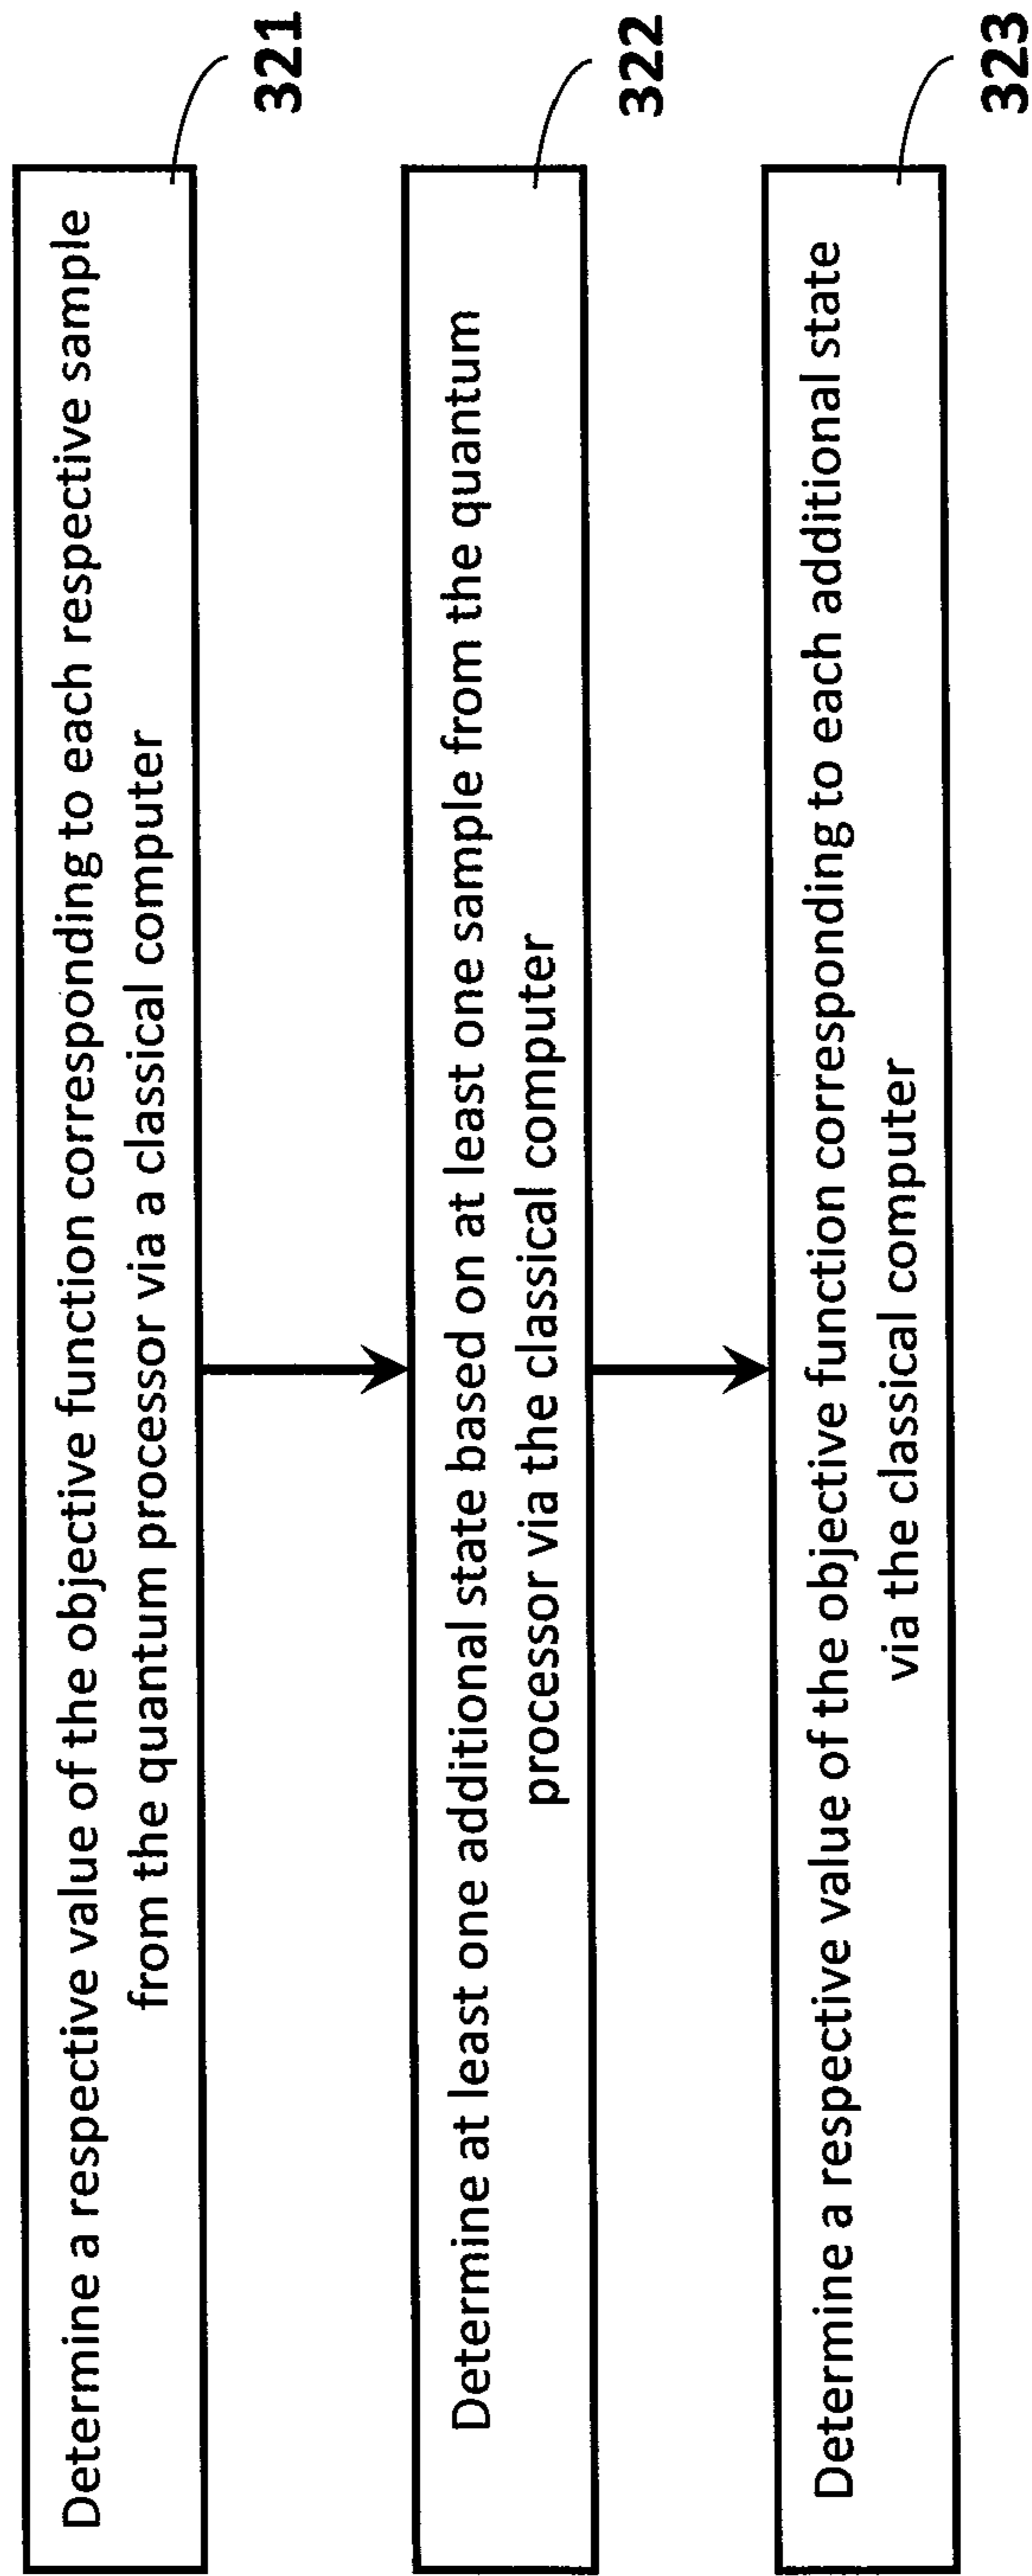 Determine a respective value of the objective function corresponding to each respective sample
from the quantum processor via a classical computer
321
Determine at least one additional state based on at least one sample from the quantum
processor via the classical computer
322
Determine a respective value of the objective function corresponding to each additional state
via the classical computer
323